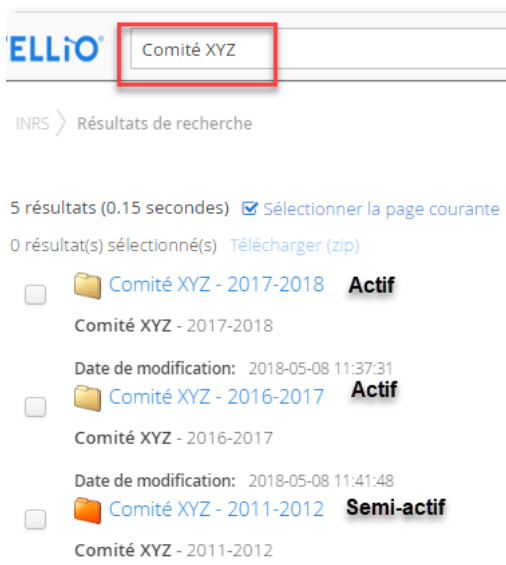 ELLiO® Comité XYZ
INRS 〉 Résultats de recherche
5 résultats (0.15 secondes) Sélectionner la page courante
0 résultat(s) sélectionné(s) Télécharger (zip)
Comité XYZ - 2017-2018 Actif
Comité XYZ - 2017-2018
Date de modification: 2018-05-08 11:37:31
Comité XYZ - 2016-2017 Actif
Comité XYZ - 2016-2017
Date de modification: 2018-05-08 11:41:48
Comité XYZ - 2011-2012 Semi-actif
Comité XYZ - 2011-2012